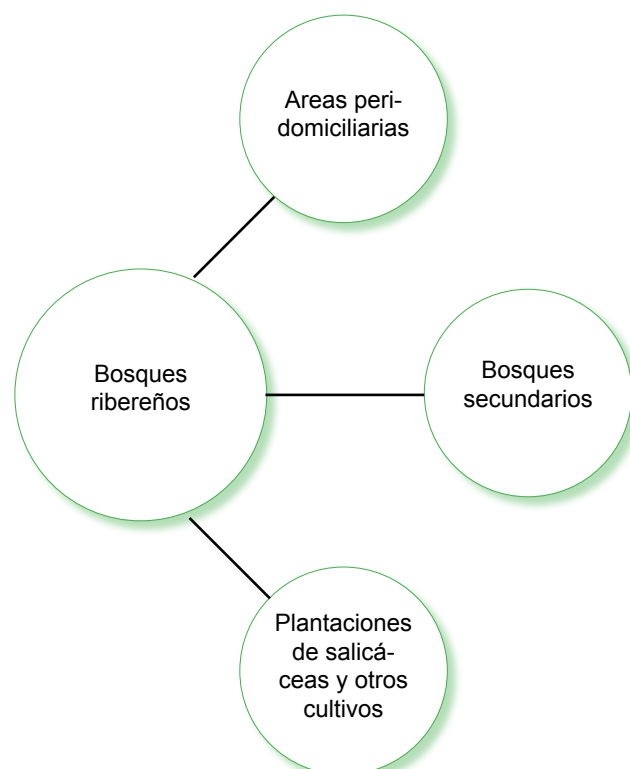 Areas peri-
domiciliarias
Bosques
ribereños
Bosques
secundarios
Plantaciones
de salicá-
ceas y otros
cultivos